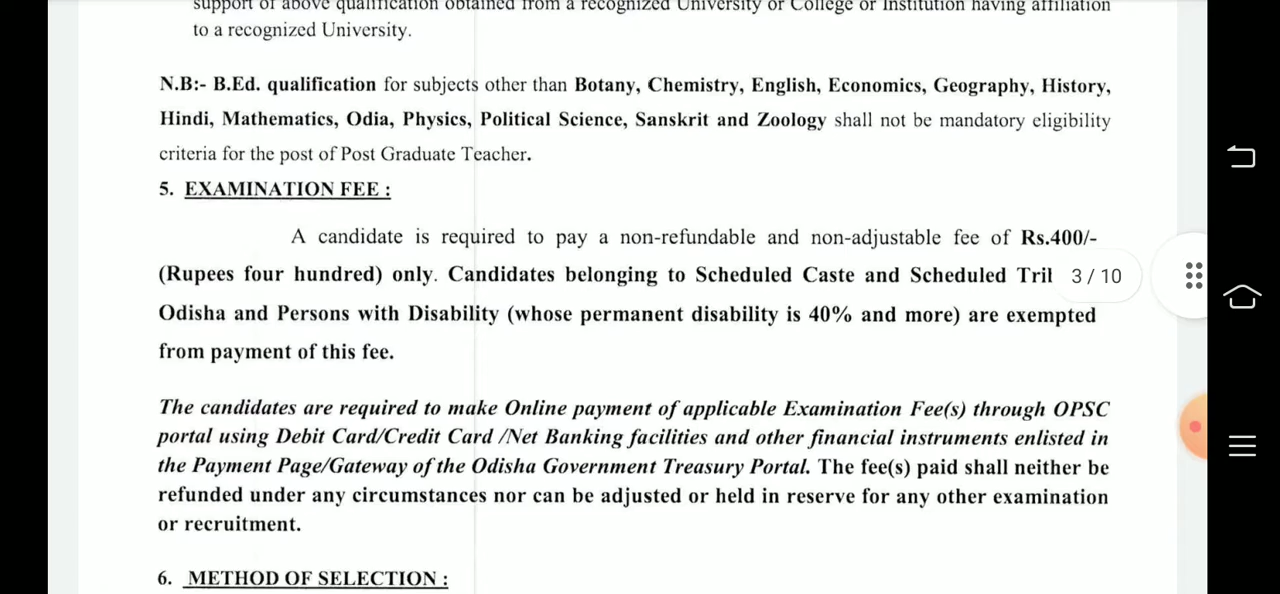 support of above qualification obtained from a recognized University or College or Institution having affiliation
to a recognized University.
N.B:- B.Ed. qualification for subjects other than Botany, Chemistry, English, Economics, Geography, History,
Hindi, Mathematics, Odia, Physics, Political Science, Sanskrit and Zoology shall not be mandatory eligibility
criteria for the post of Post Graduate Teacher.
5. EXAMINATION FEE :
A candidate is required to pay a non-refundable and non-adjustable fee of Rs.400/-
(Rupees four hundred) only. Candidates belonging to Scheduled Caste and Scheduled
3 / 10
Odisha and Persons with Disability (whose permanent disability is 40% and more) are exempted
from payment of this fee.
The candidates are required to make Online payment of applicable Examination Fee(s) through OPSC
portal using Debit Card/Credit Card /Net Banking facilities and other financial instruments enlisted in
the Payment Page/Gateway of the Odisha Government Treasury Portal. The fee(s) paid shall neither be
refunded under any circumstances nor can be adjusted or held in reserve for any other examination
or recruitment.
6. METHOD OF SELECTION :